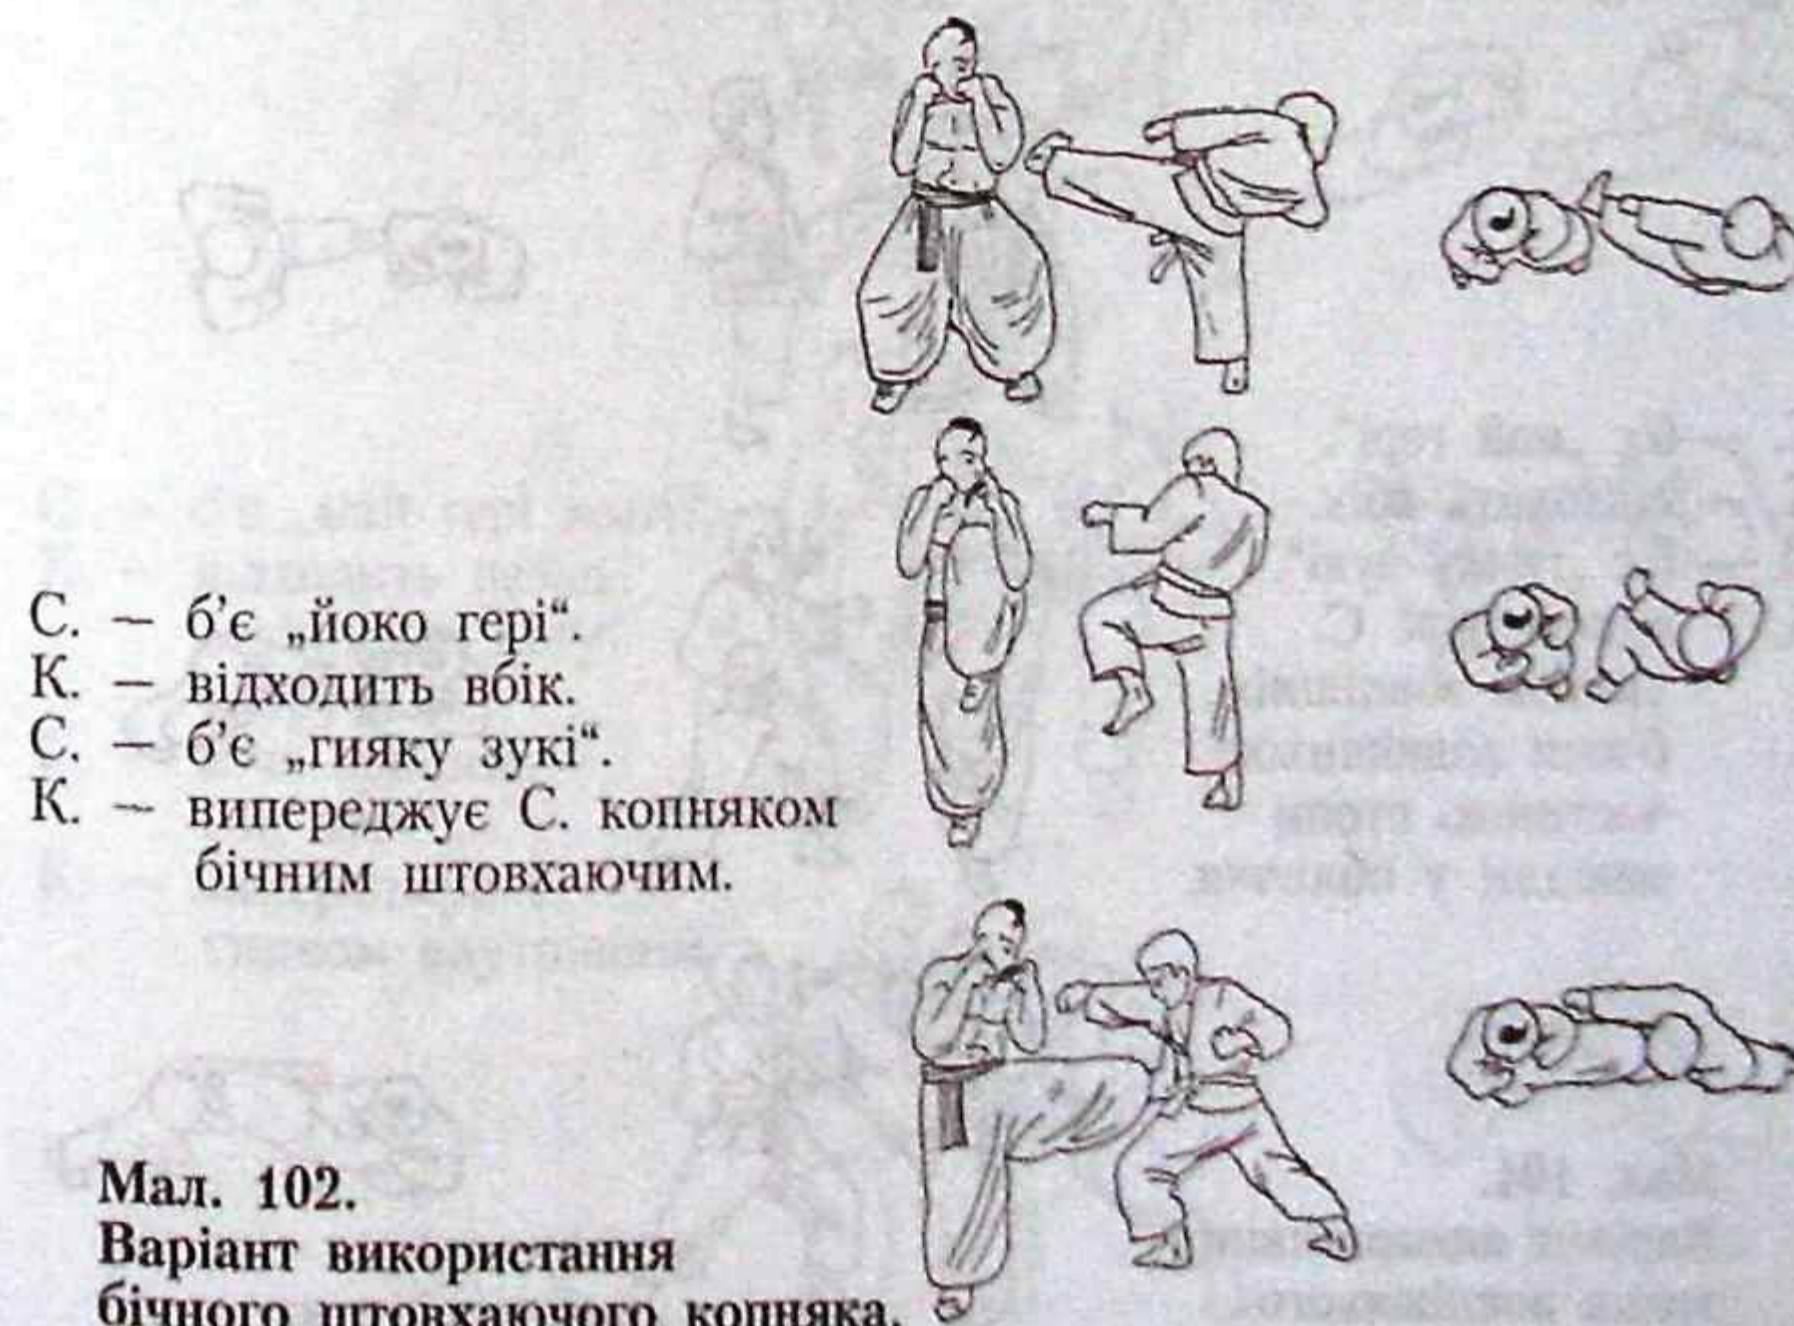 С. — б’є „йоко гері“.
К. — відходить вбік.
С. — б’є „гияку зукі“.
К. — випереджує С. копняком
бічним штовхаючим.
Мал. 102.
Варіант використання
бічного штовхаючого копняка.